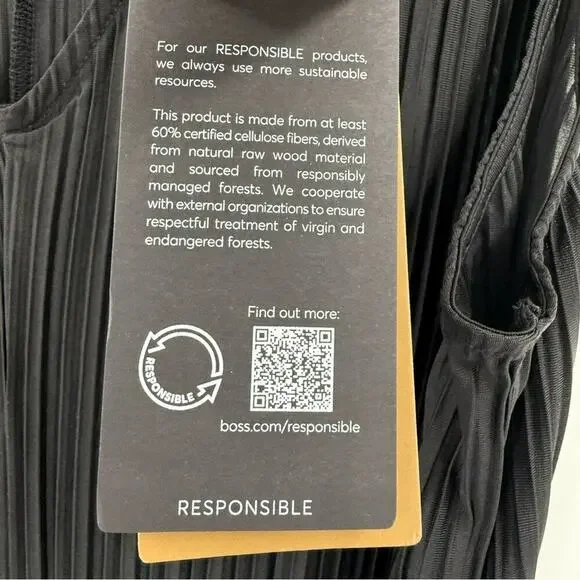 For our RESPONSIBLE products,
we always use more sustainable
resources.
This product is made from at least
60% certified cellulose fibers, derived
from natural raw wood material
and sourced from responsibly
managed forests. We cooperate
with external organizations to ensure
respectful treatment of virgin and
endangered forests.
Find out more:
RESPONSIBLE
boss.com/responsible
RESPONSIBLE